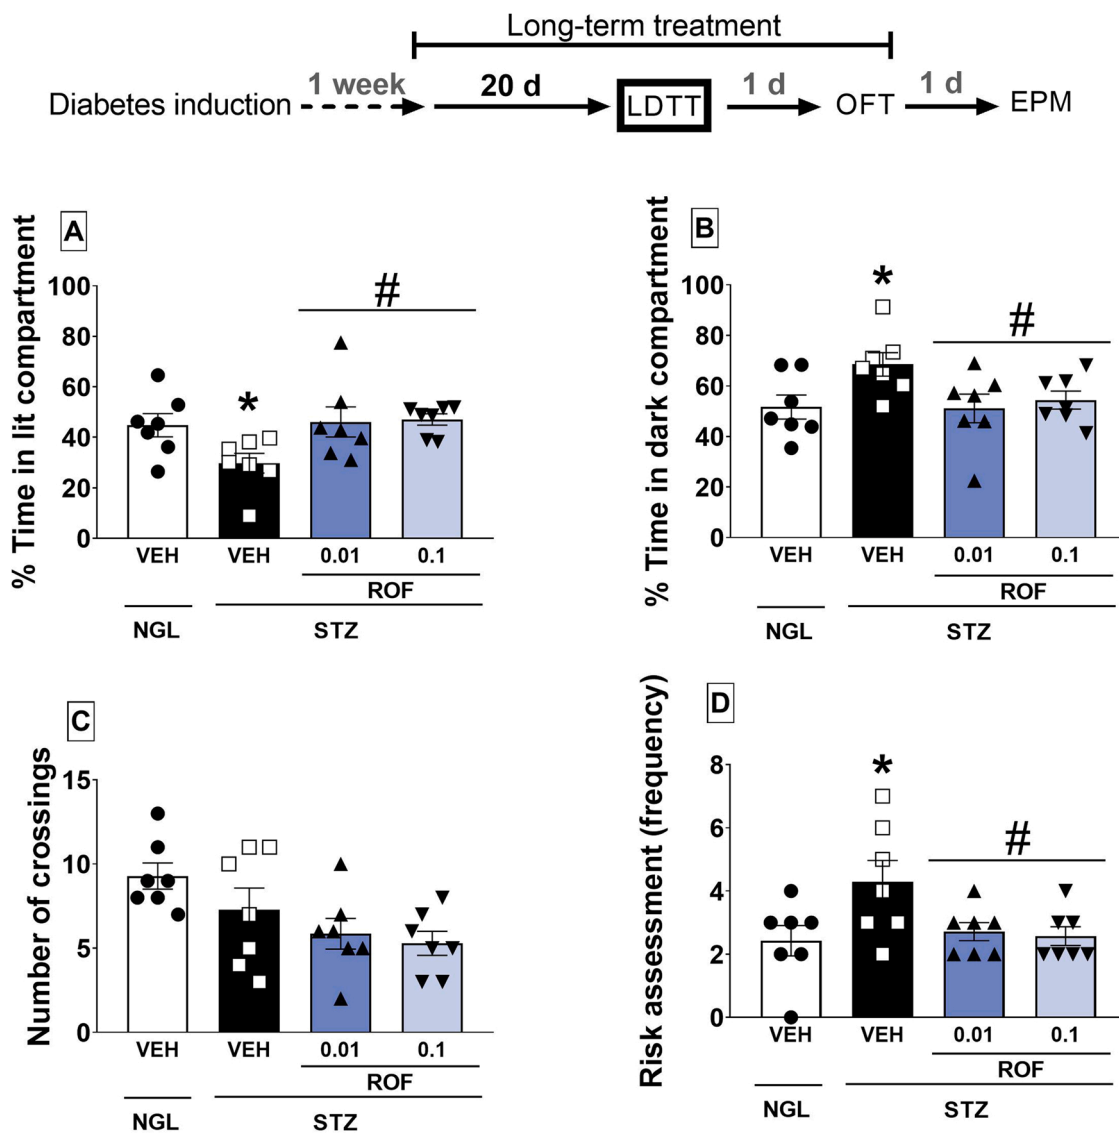 Long-term treatment
1 week 20 d 1 d 1 d
Diabetes induction LDTT OFT EPM
A
% Time in lit compartment
100
80
60
40
20
0
*
#
VEH VEH 0.01 0.1
ROF
NGL STZ
B
% Time in dark compartment
100
80
60
40
20
0
*
#
VEH VEH 0.01 0.1
ROF
NGL STZ
C
Number of crossings
15
10
5
0
VEH VEH 0.01 0.1
ROF
NGL STZ
D
Risk assessment (frequency)
8
6
4
2
0
*
#
VEH VEH 0.01 0.1
ROF
NGL STZ